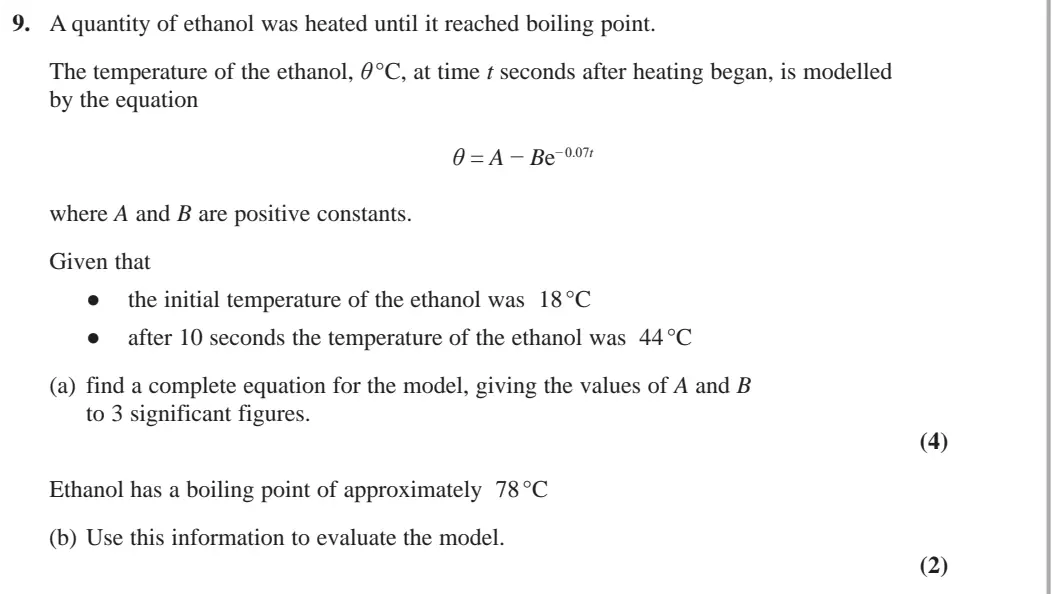 9. A quantity of ethanol was heated until it reached boiling point.
The temperature of the ethanol, θ °C, at time t seconds after heating began, is modelled
by the equation
θ = A − Be^−0.07t
where A and B are positive constants.
Given that
● the initial temperature of the ethanol was 18 °C
● after 10 seconds the temperature of the ethanol was 44 °C
(a) find a complete equation for the model, giving the values of A and B
to 3 significant figures.
(4)
Ethanol has a boiling point of approximately 78 °C
(b) Use this information to evaluate the model.
(2)